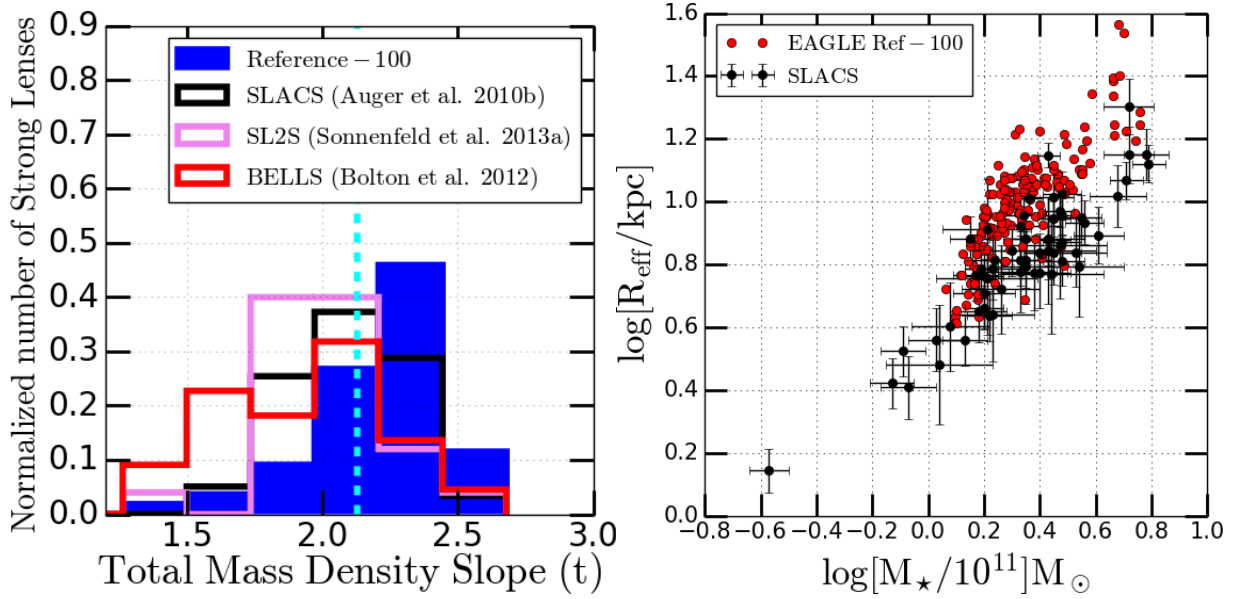 Normalized number of Strong Lenses
0.9
0.8
0.7
0.6
0.5
0.4
0.3
0.2
0.1
0.0
Reference − 100
SLACS (Auger et al. 2010b)
SL2S (Sonnenfeld et al. 2013a)
BELLS (Bolton et al. 2012)
1.5 2.0 2.5 3.0
Total Mass Density Slope (t)
log[R_eff/kpc]
1.6
1.4
1.2
1.0
0.8
0.6
0.4
0.2
0.0
EAGLE Ref − 100
SLACS
−0.8 −0.6 −0.4 −0.2 0.0 0.2 0.4 0.6 0.8 1.0
log[M⋆/10¹¹]M⊙